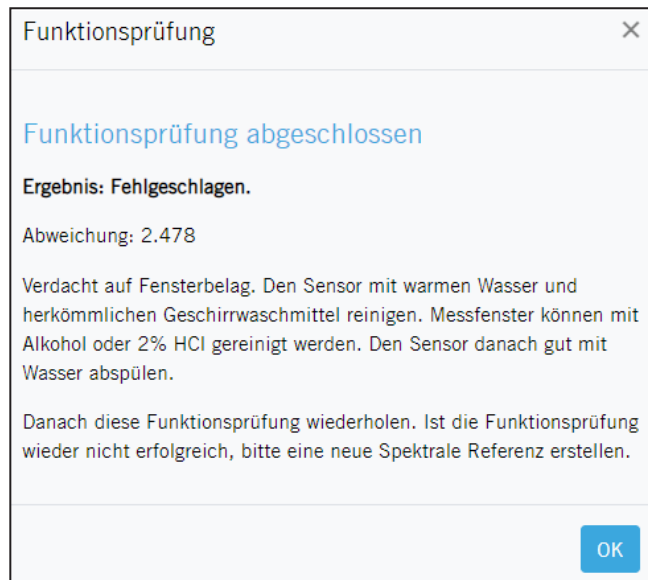 Funktionsprüfung
Funktionsprüfung abgeschlossen
Ergebnis: Fehlgeschlagen.
Abweichung: 2.478
Verdacht auf Fensterbelag. Den Sensor mit warmen Wasser und
herkömmlichen Geschirrwaschmittel reinigen. Messfenster können mit
Alkohol oder 2% HCl gereinigt werden. Den Sensor danach gut mit
Wasser abspülen.
Danach diese Funktionsprüfung wiederholen. Ist die Funktionsprüfung
wieder nicht erfolgreich, bitte eine neue Spektrale Referenz erstellen.
OK